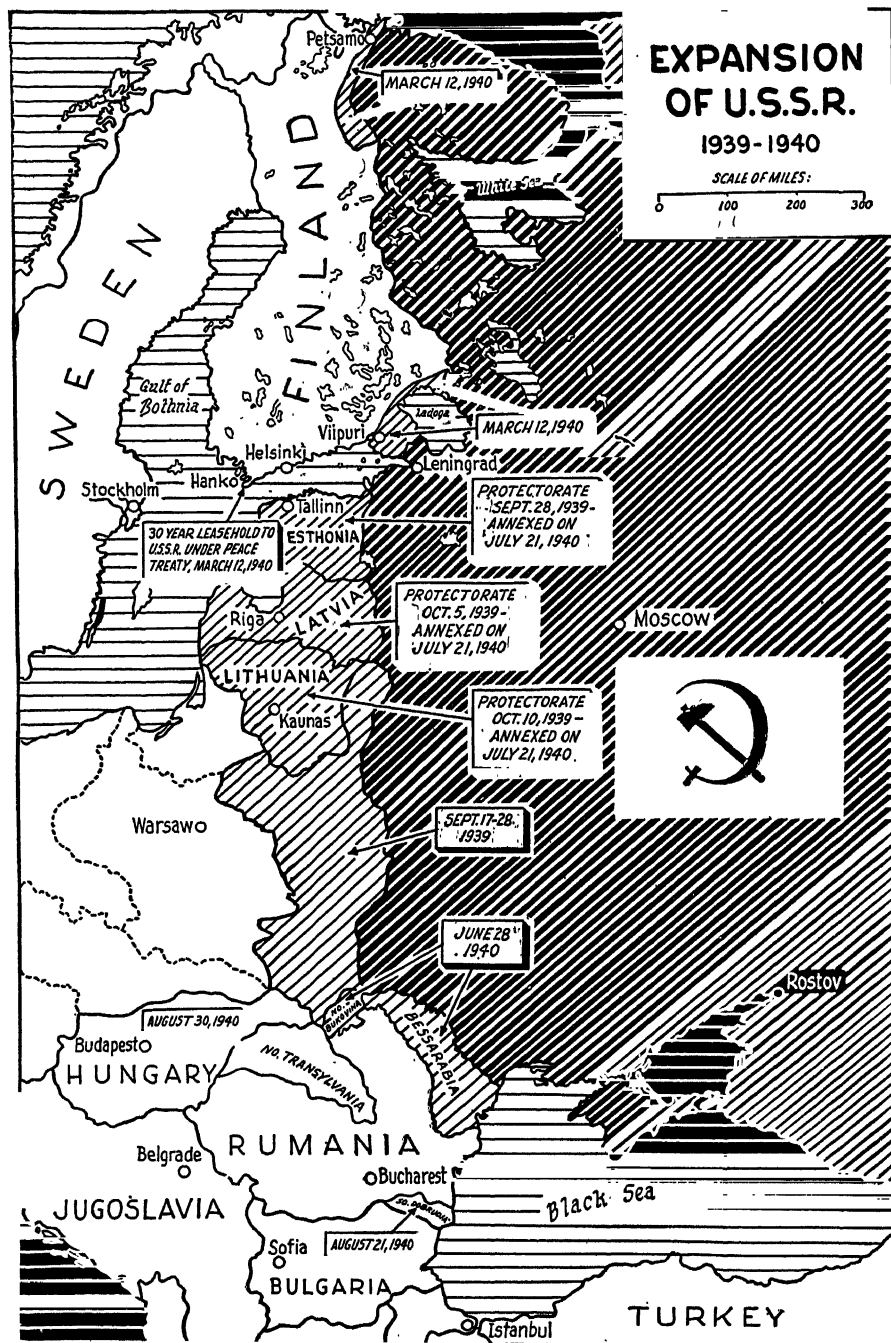 EXPANSION
OF U.S.S.R.
1939-1940
SCALE OF MILES:
0 100 200 300
Petsamo
MARCH 12, 1940
White Sea
SWEDEN
FINLAND
Gulf of
Bothnia
Ladoga
Viipuri
MARCH 12, 1940
Helsinki
Leningrad
Hanko
Stockholm
Tallinn
PROTECTORATE
SEPT. 28, 1939-
ANNEXED ON
JULY 21, 1940
30 YEAR LEASEHOLD TO
U.S.S.R. UNDER PEACE
TREATY, MARCH 12, 1940
ESTHONIA
PROTECTORATE
OCT. 5, 1939-
ANNEXED ON
JULY 21, 1940
Riga
LATVIA
Moscow
LITHUANIA
Kaunas
PROTECTORATE
OCT. 10, 1939-
ANNEXED ON
JULY 21, 1940
Warsaw
SEPT. 17-28
1939
JUNE 28
1940
Rostov
NO.
BUKOVINA
BESSARABIA
AUGUST 30, 1940
Budapest
HUNGARY
NO. TRANSYLVANIA
RUMANIA
Belgrade
Bucharest
JUGOSLAVIA
Black Sea
SO. DOBRUDJA
Sofia
AUGUST 21, 1940
BULGARIA
Istanbul
TURKEY